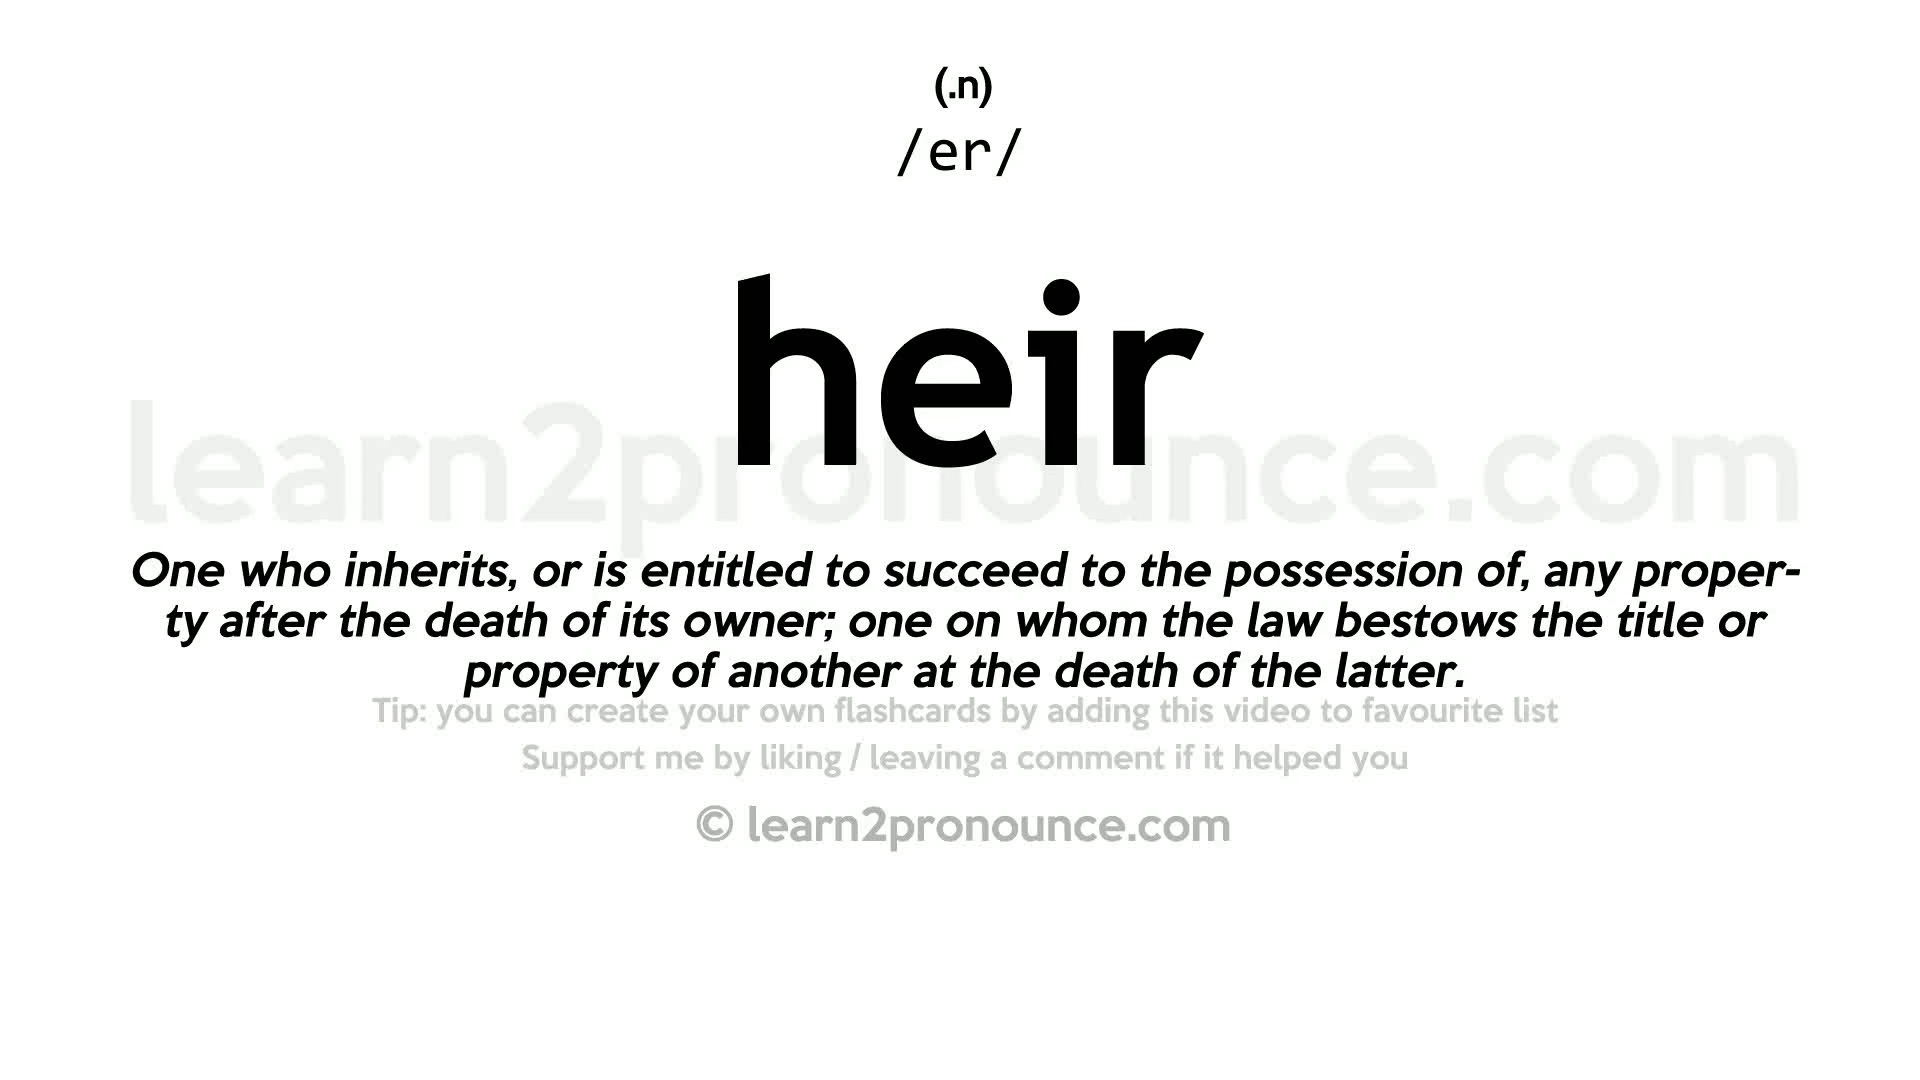 (.n)
/er/
heir
learn2pronounce.com
One who inherits, or is entitled to succeed to the possession of, any proper-
ty after the death of its owner; one on whom the law bestows the title or
property of another at the death of the latter.
Tip: you can create your own flashcards by adding this video to favourite list
Support me by liking / leaving a comment if it helped you
© learn2pronounce.com